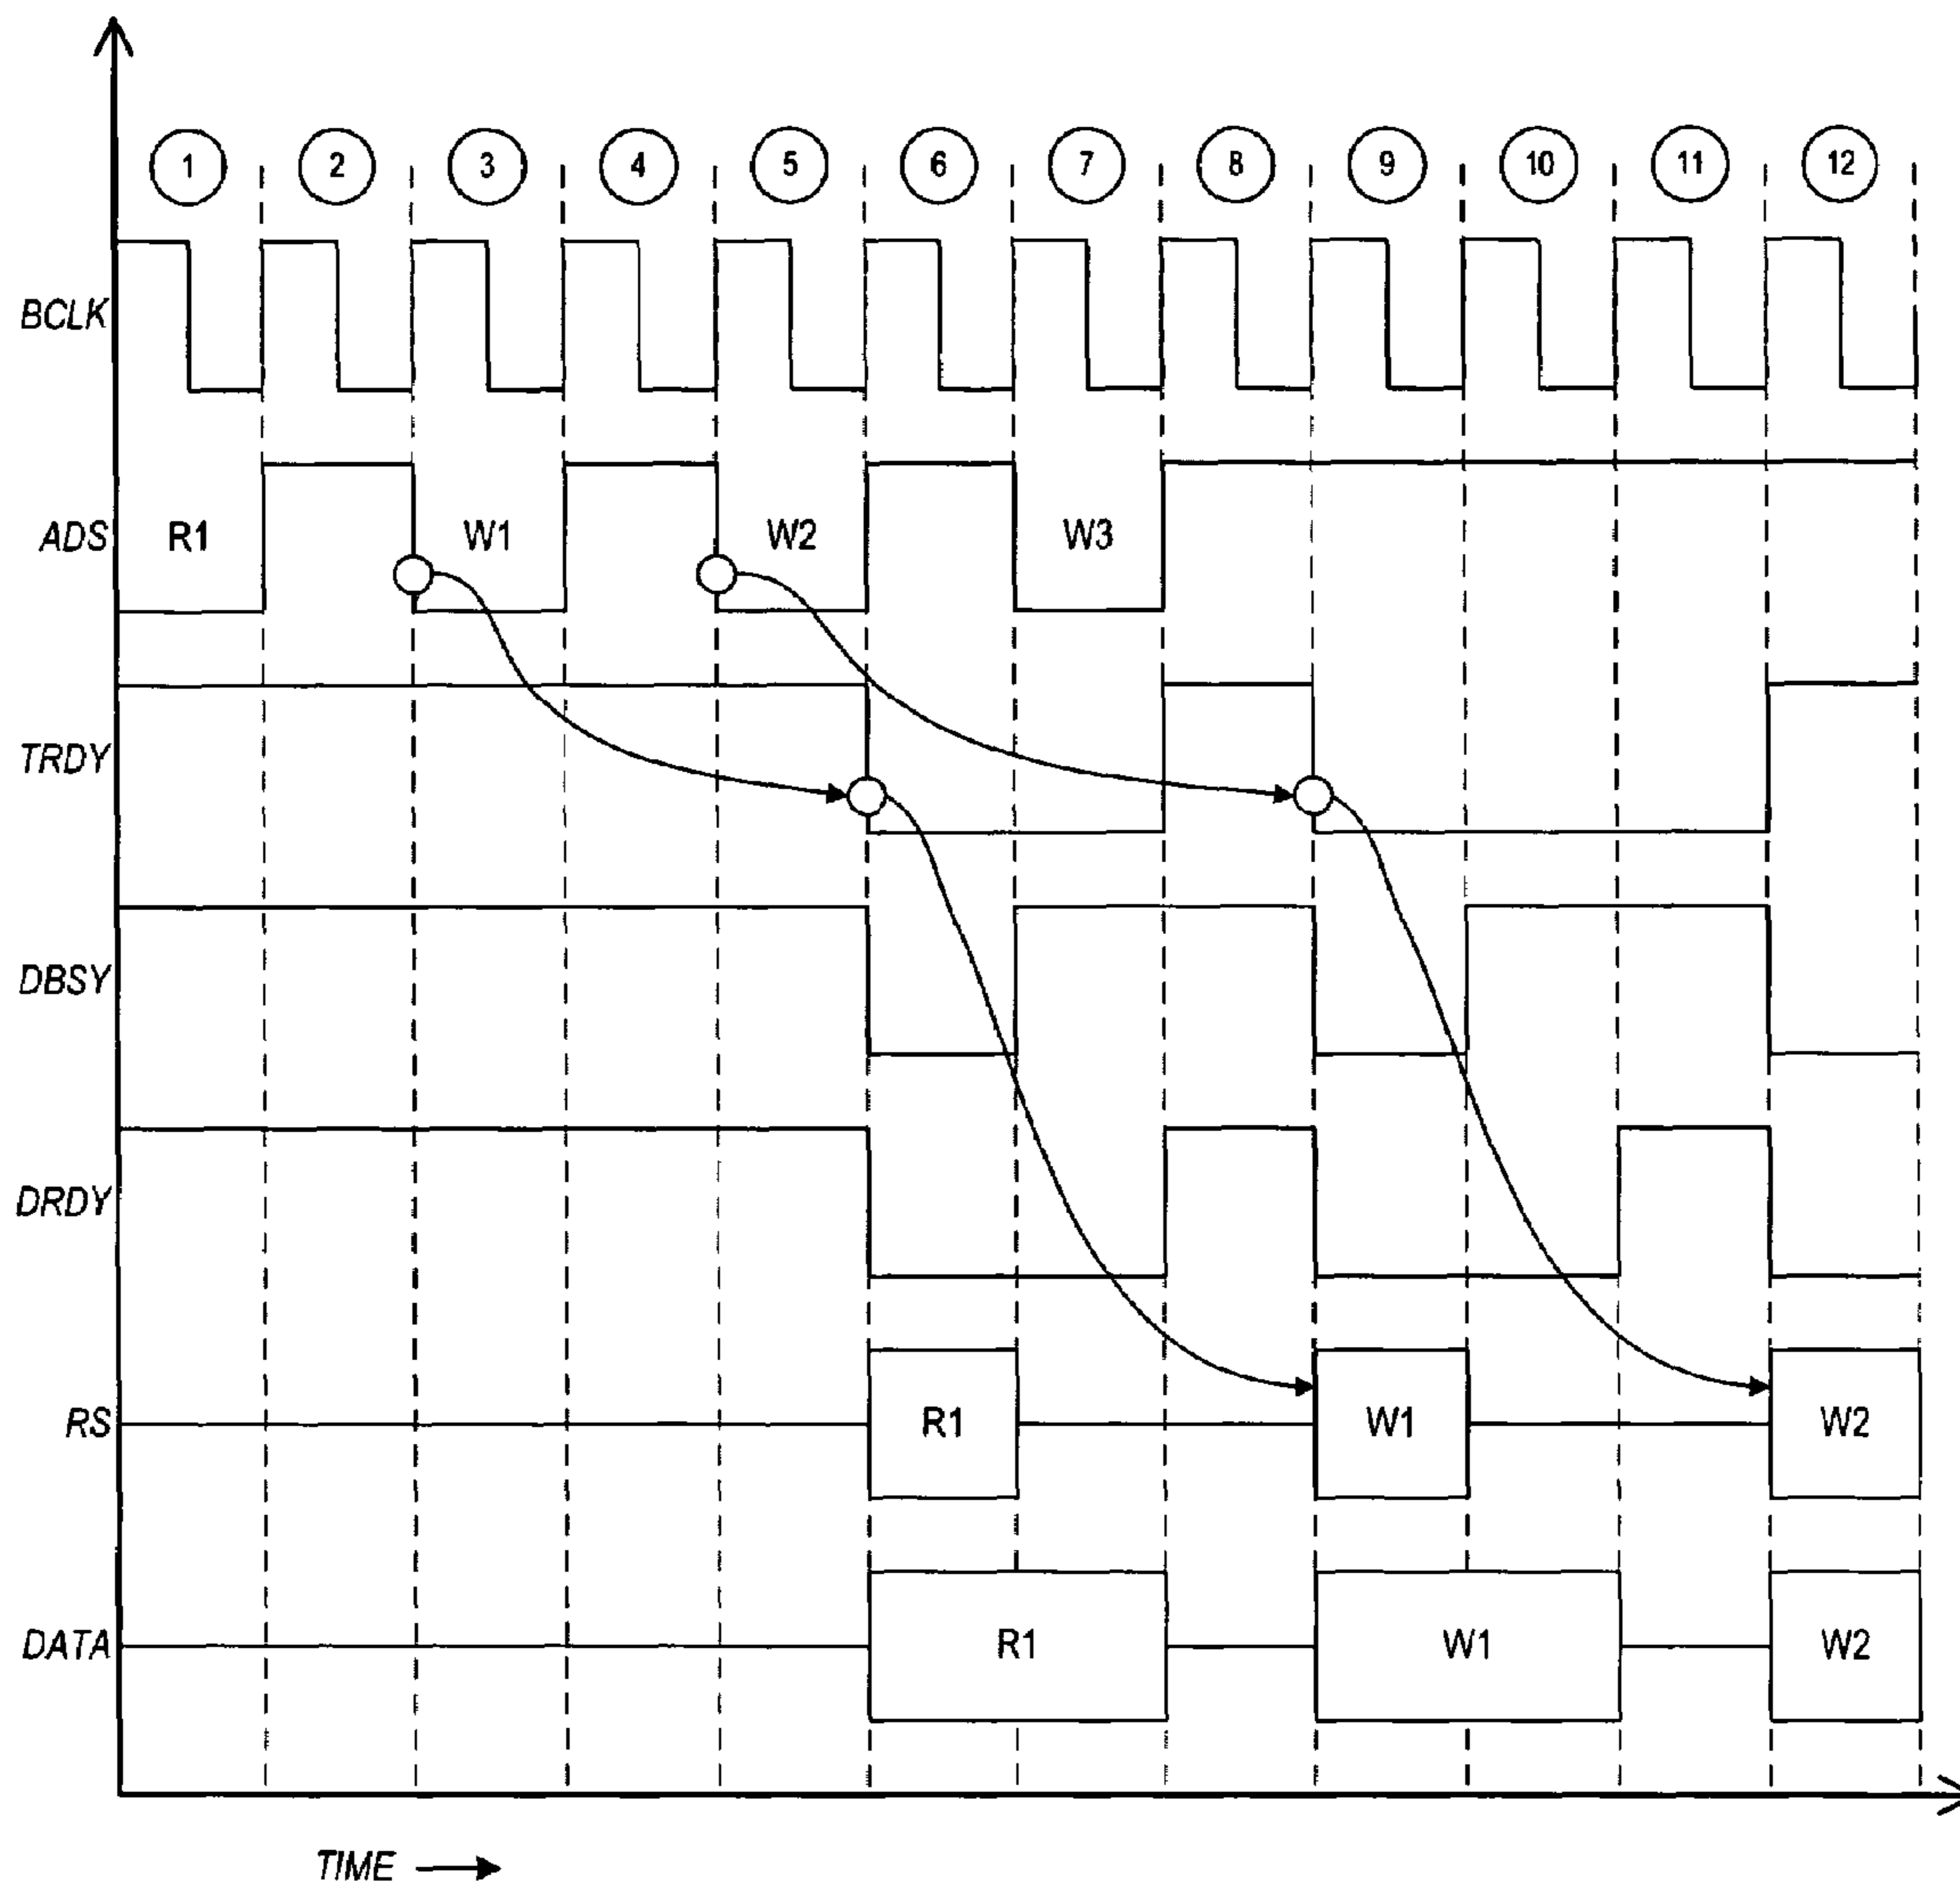 1 2 3 4 5 6 7 8 9 10 11 12
BCLK
ADS R1 W1 W2 W3
TRDY
DBSY
DRDY
RS R1 W1 W2
DATA R1 W1 W2
TIME